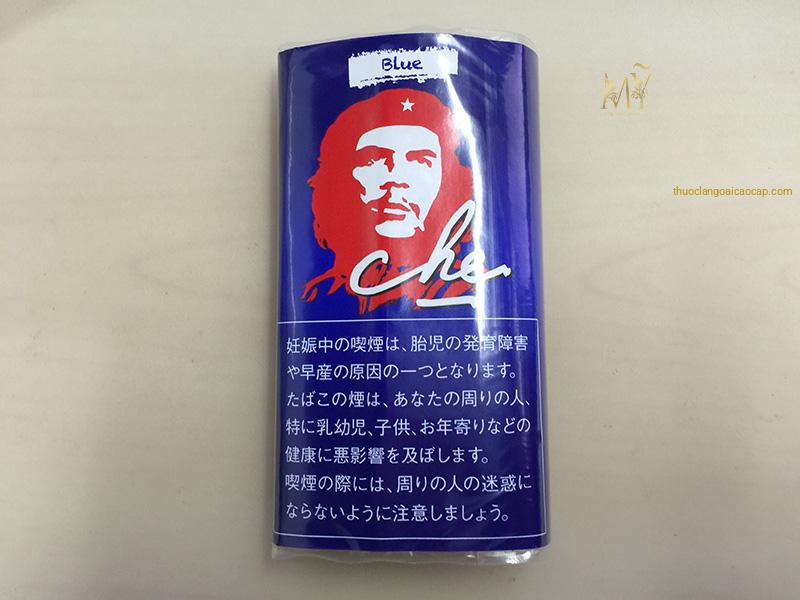 Blue
MỸ
thuoclangoaicaocap.com
che
妊娠中の喫煙は、胎児の発育障害
や早産の原因の一つとなります。
たばこの煙は、あなたの周りの人、
特に乳幼児、子供、お年寄りなどの
健康に悪影響を及ぼします。
喫煙の際には、周りの人の迷惑に
ならないように注意しましょう。